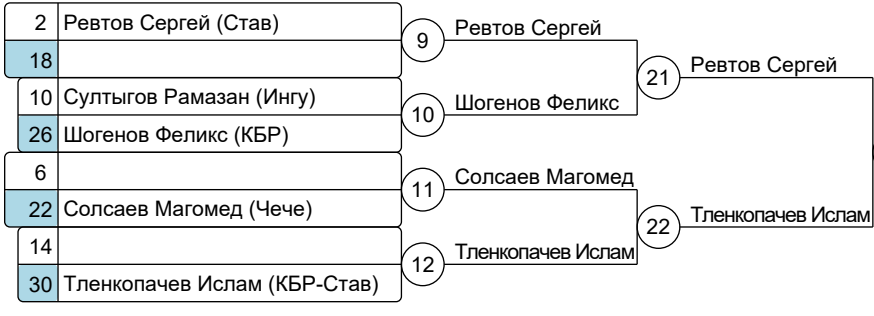 2 Ревтов Сергей (Став)
18
9 Ревтов Сергей
21 Ревтов Сергей
10 Султыгов Рамазан (Ингу)
26 Шогенов Феликс (КБР)
10 Шогенов Феликс
6
22 Солсаев Магомед (Чече)
11 Солсаев Магомед
22 Тленкопачев Ислам
14
30 Тленкопачев Ислам (КБР-Став)
12 Тленкопачев Ислам